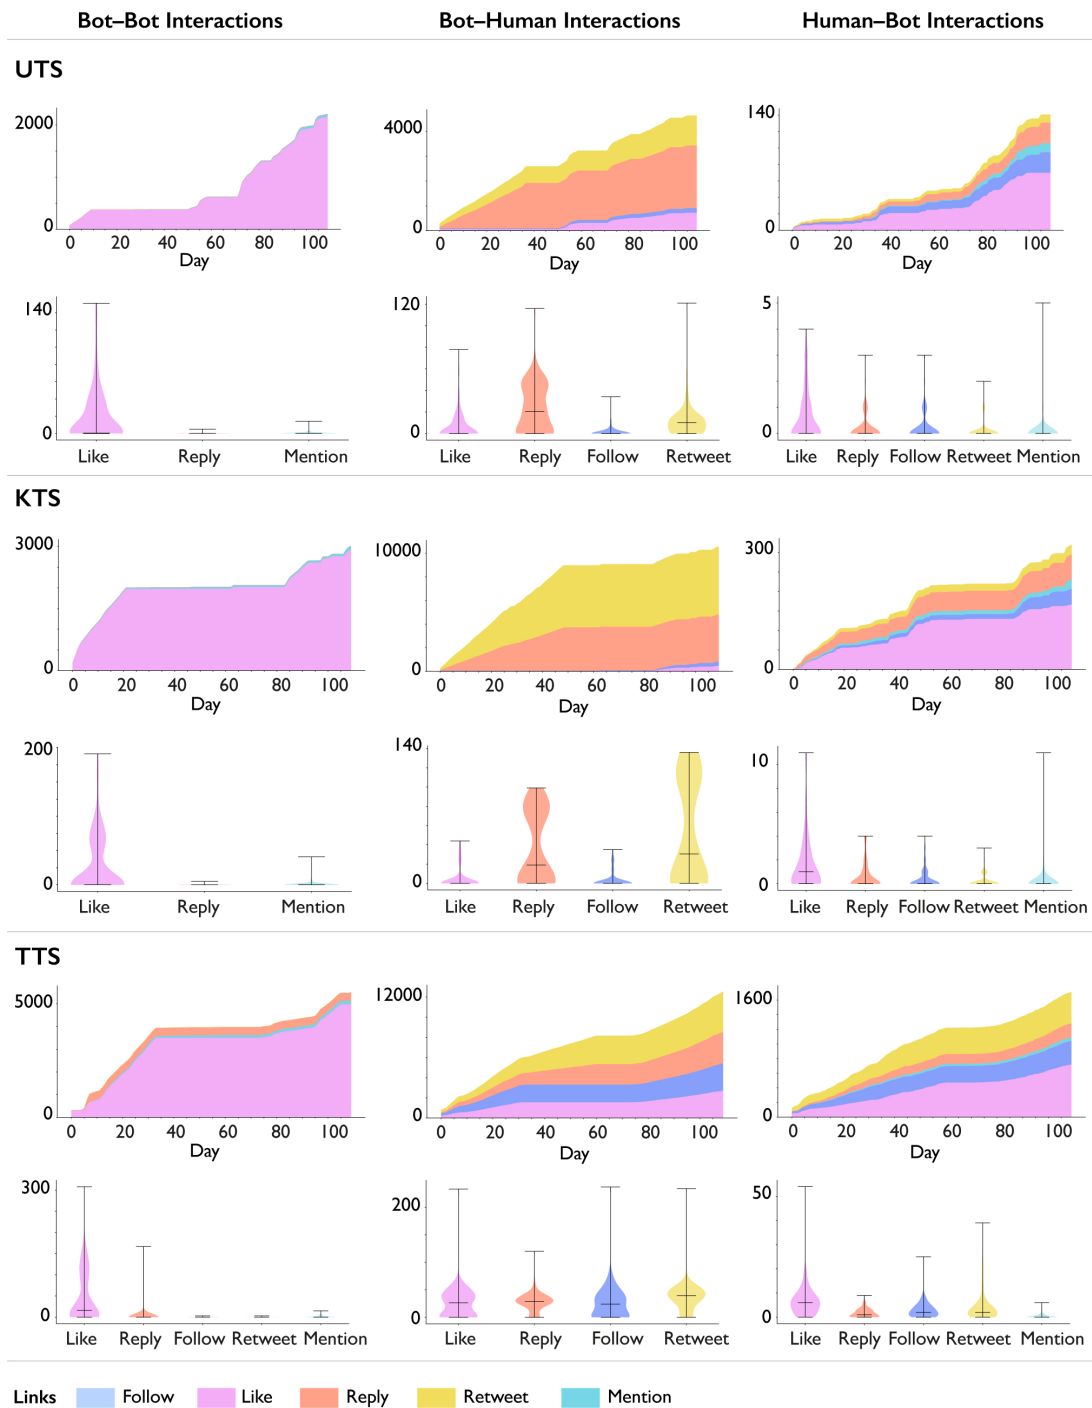 Bot–Bot Interactions Bot–Human Interactions Human–Bot Interactions
UTS
2000
0
0 20 40 60 80 100
Day
4000
0
0 20 40 60 80 100
Day
140
0
0 20 40 60 80 100
Day
140
0
Like Reply Mention
120
0
Like Reply Follow Retweet
5
0
Like Reply Follow Retweet Mention
KTS
3000
0
0 20 40 60 80 100
Day
10000
0
0 20 40 60 80 100
Day
300
0
0 20 40 60 80 100
Day
200
0
Like Reply Mention
140
0
Like Reply Follow Retweet
10
0
Like Reply Follow Retweet Mention
TTS
5000
0
0 20 40 60 80 100
Day
12000
0
0 20 40 60 80 100
Day
1600
0
0 20 40 60 80 100
Day
300
0
Like Reply Follow Retweet Mention
200
0
Like Reply Follow Retweet
50
0
Like Reply Follow Retweet Mention
Links Follow Like Reply Retweet Mention